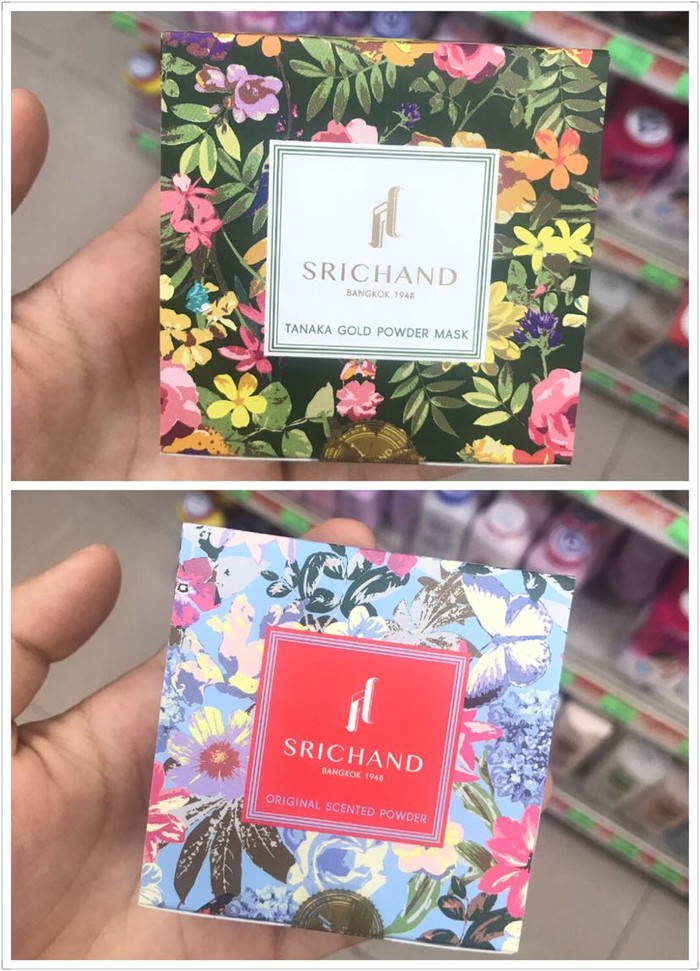 SRICHAND
BANGKOK 1948
TANAKA GOLD POWDER MASK
SRICHAND
BANGKOK 1948
ORIGINAL SCENTED POWDER